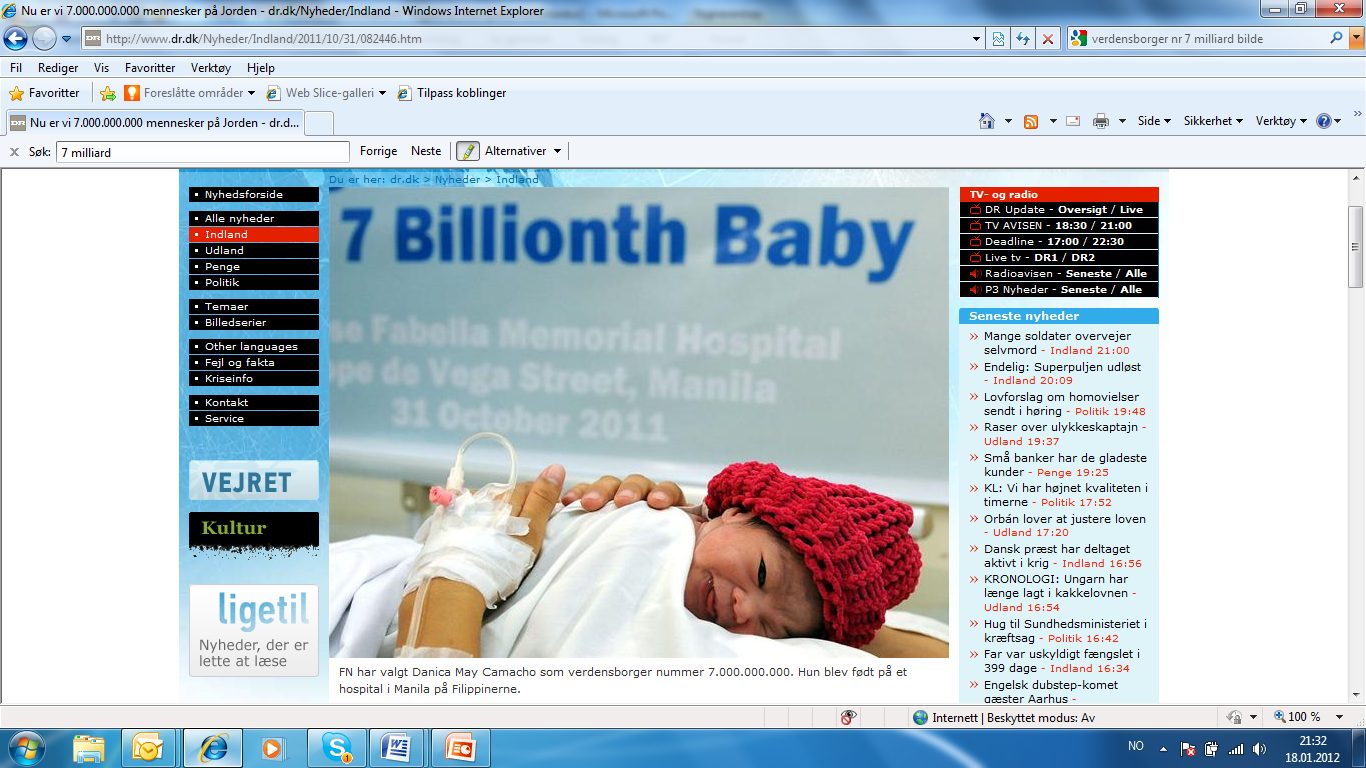 Nu er vi 7.000.000.000 mennesker på Jorden - dr.dk/Nyheder/Indland - Windows Internet Explorer
http://www.dr.dk/Nyheder/Indland/2011/10/31/082446.htm
verdensborger nr 7 milliard bilde
Fil Rediger Vis Favoritter Verktøy Hjelp
Favoritter Foreslåtte områder Web Slice-galleri Tilpass koblinger
Nu er vi 7.000.000.000 mennesker på Jorden - dr.d...
Side Sikkerhet Verktøy
Søk: 7 milliard Forrige Neste Alternativer
Du er her: dr.dk > Nyheder > Indland
Nyhedsforside
Alle nyheder
Indland
Udland
Penge
Politik
Temaer
Billedserier
Other languages
Fejl og fakta
Kriseinfo
Kontakt
Service
VEJRET
Kultur
ligetil
Nyheder, der er
lette at læse
7 Billionth Baby
Fabella Memorial Hospital
Street, Manila
31 October 2011
FN har valgt Danica May Camacho som verdensborger nummer 7.000.000.000. Hun blev født på et
hospital i Manila på Filippinerne.
TV- og radio
DR Update - Oversigt / Live
TV AVISEN - 18:30 / 21:00
Deadline - 17:00 / 22:30
Live tv - DR1 / DR2
Radioavisen - Seneste / Alle
P3 Nyheder - Seneste / Alle
Seneste nyheder
Mange soldater overvejer
selvmord - Indland 21:00
Endelig: Superpuljen udløst
- Indland 20:09
Lovforslag om homovielser
sendt i høring - Politik 19:48
Raser over ulykkeskaptajn -
Udland 19:37
Små banker har de gladeste
kunder - Penge 19:25
KL: Vi har højnet kvaliteten i
timerne - Politik 17:52
Orbán lover at justere loven
- Udland 17:20
Dansk præst har deltaget
aktivt i krig - Indland 16:56
KRONOLOGI: Ungarn har
længe lagt i kakkelovnen -
Udland 16:54
Hug til Sundhedsministeriet i
kræftsag - Politik 16:42
Far var uskyldigt fængslet i
399 dage - Indland 16:34
Engelsk dubstep-komet
gæster Aarhus -
Internett | Beskyttet modus: Av
100 %
NO
21:32
18.01.2012